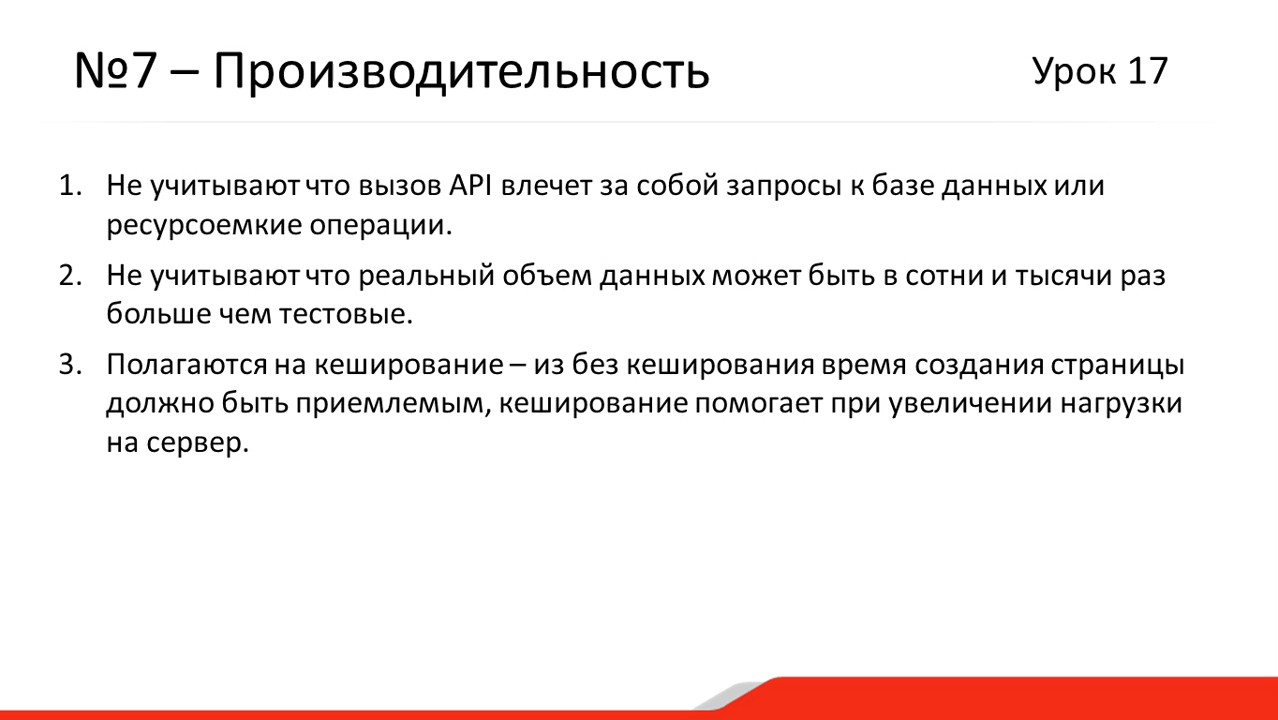 №7 – Производительность
Урок 17
1. Не учитывают что вызов API влечет за собой запросы к базе данных или
ресурсоемкие операции.
2. Не учитывают что реальный объем данных может быть в сотни и тысячи раз
больше чем тестовые.
3. Полагаются на кеширование – из без кеширования время создания страницы
должно быть приемлемым, кеширование помогает при увеличении нагрузки
на сервер.